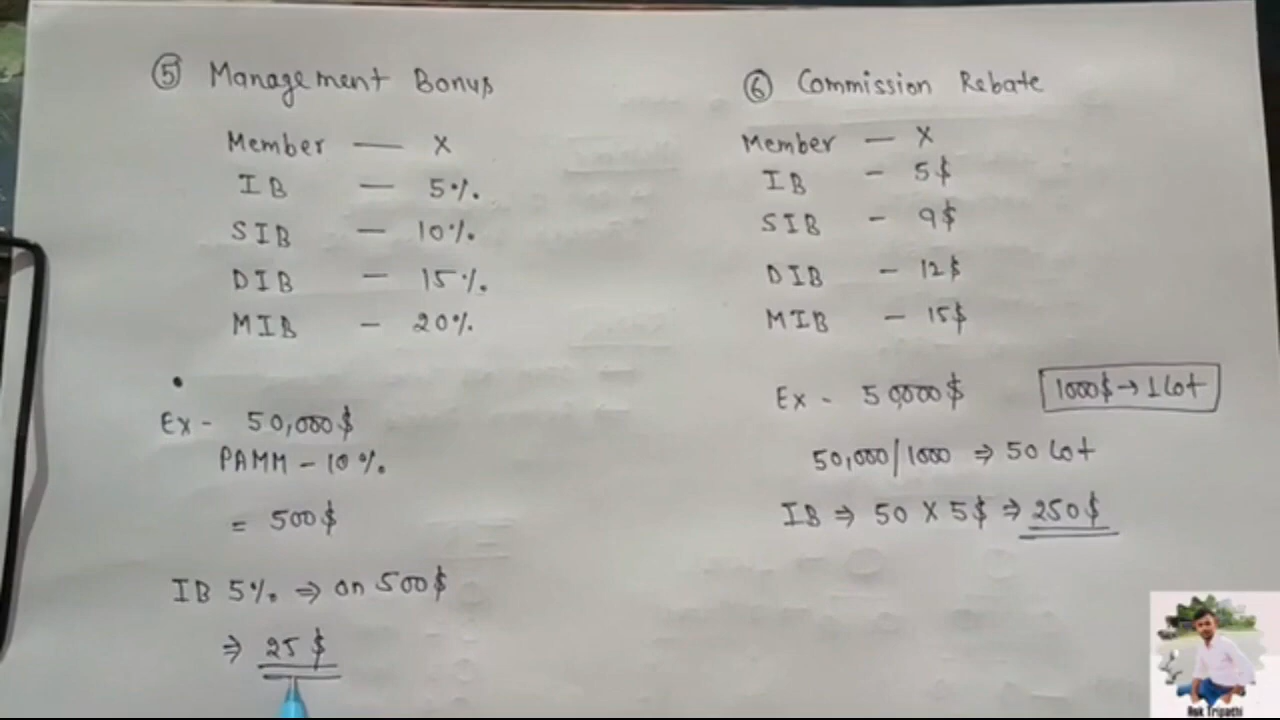 ⑤ Management Bonus
Member — X
IB — 5%.
SIB — 10%.
DIB — 15%.
MIB — 20%.
Ex - 50,000$
PAMM - 10%.
= 500$
IB 5%. ⇒ on 500$
⇒ 25$
⑥ Commission Rebate
Member — X
IB - 5$
SIB - 9$
DIB - 12$
MIB - 15$
Ex - 50,000$
1000$ → 1 lot
50,000/1000 ⇒ 50 lot
IB ⇒ 50 X 5$ ⇒ 250$
Ask Tripathi